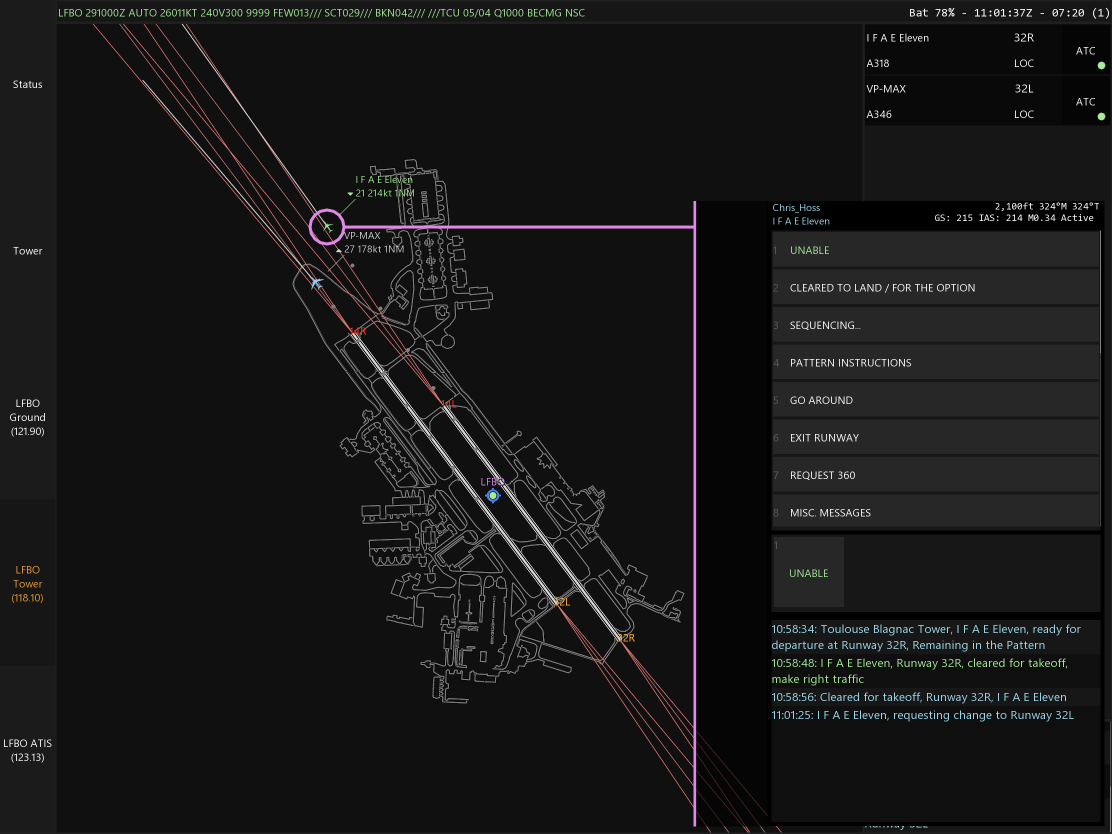 LFBO 291000Z AUTO 26011KT 240V300 9999 FEW013/// SCT029/// BKN042/// ///TCU 05/04 Q1000 BECMG NSC
Bat 78% - 11:01:37Z - 07:20 (1)
I F A E Eleven 32R
ATC
A318 LOC
VP-MAX 32L
ATC
A346 LOC
Status
Tower
LFBO
Ground
(121.90)
LFBO
Tower
(118.10)
LFBO ATIS
(123.13)
I F A E Eleven
21 214kt 1NM
VP-MAX
27 178kt 1NM
14R
14L
LFBO
32L
32R
Chris_Hoss
2,100ft 324°M 324°T
I F A E Eleven
GS: 215 IAS: 214 M0.34 Active
1 UNABLE
2 CLEARED TO LAND / FOR THE OPTION
3 SEQUENCING...
4 PATTERN INSTRUCTIONS
5 GO AROUND
6 EXIT RUNWAY
7 REQUEST 360
8 MISC. MESSAGES
1
UNABLE
10:58:34: Toulouse Blagnac Tower, I F A E Eleven, ready for
departure at Runway 32R, Remaining in the Pattern
10:58:48: I F A E Eleven, Runway 32R, cleared for takeoff,
make right traffic
10:58:56: Cleared for takeoff, Runway 32R, I F A E Eleven
11:01:25: I F A E Eleven, requesting change to Runway 32L